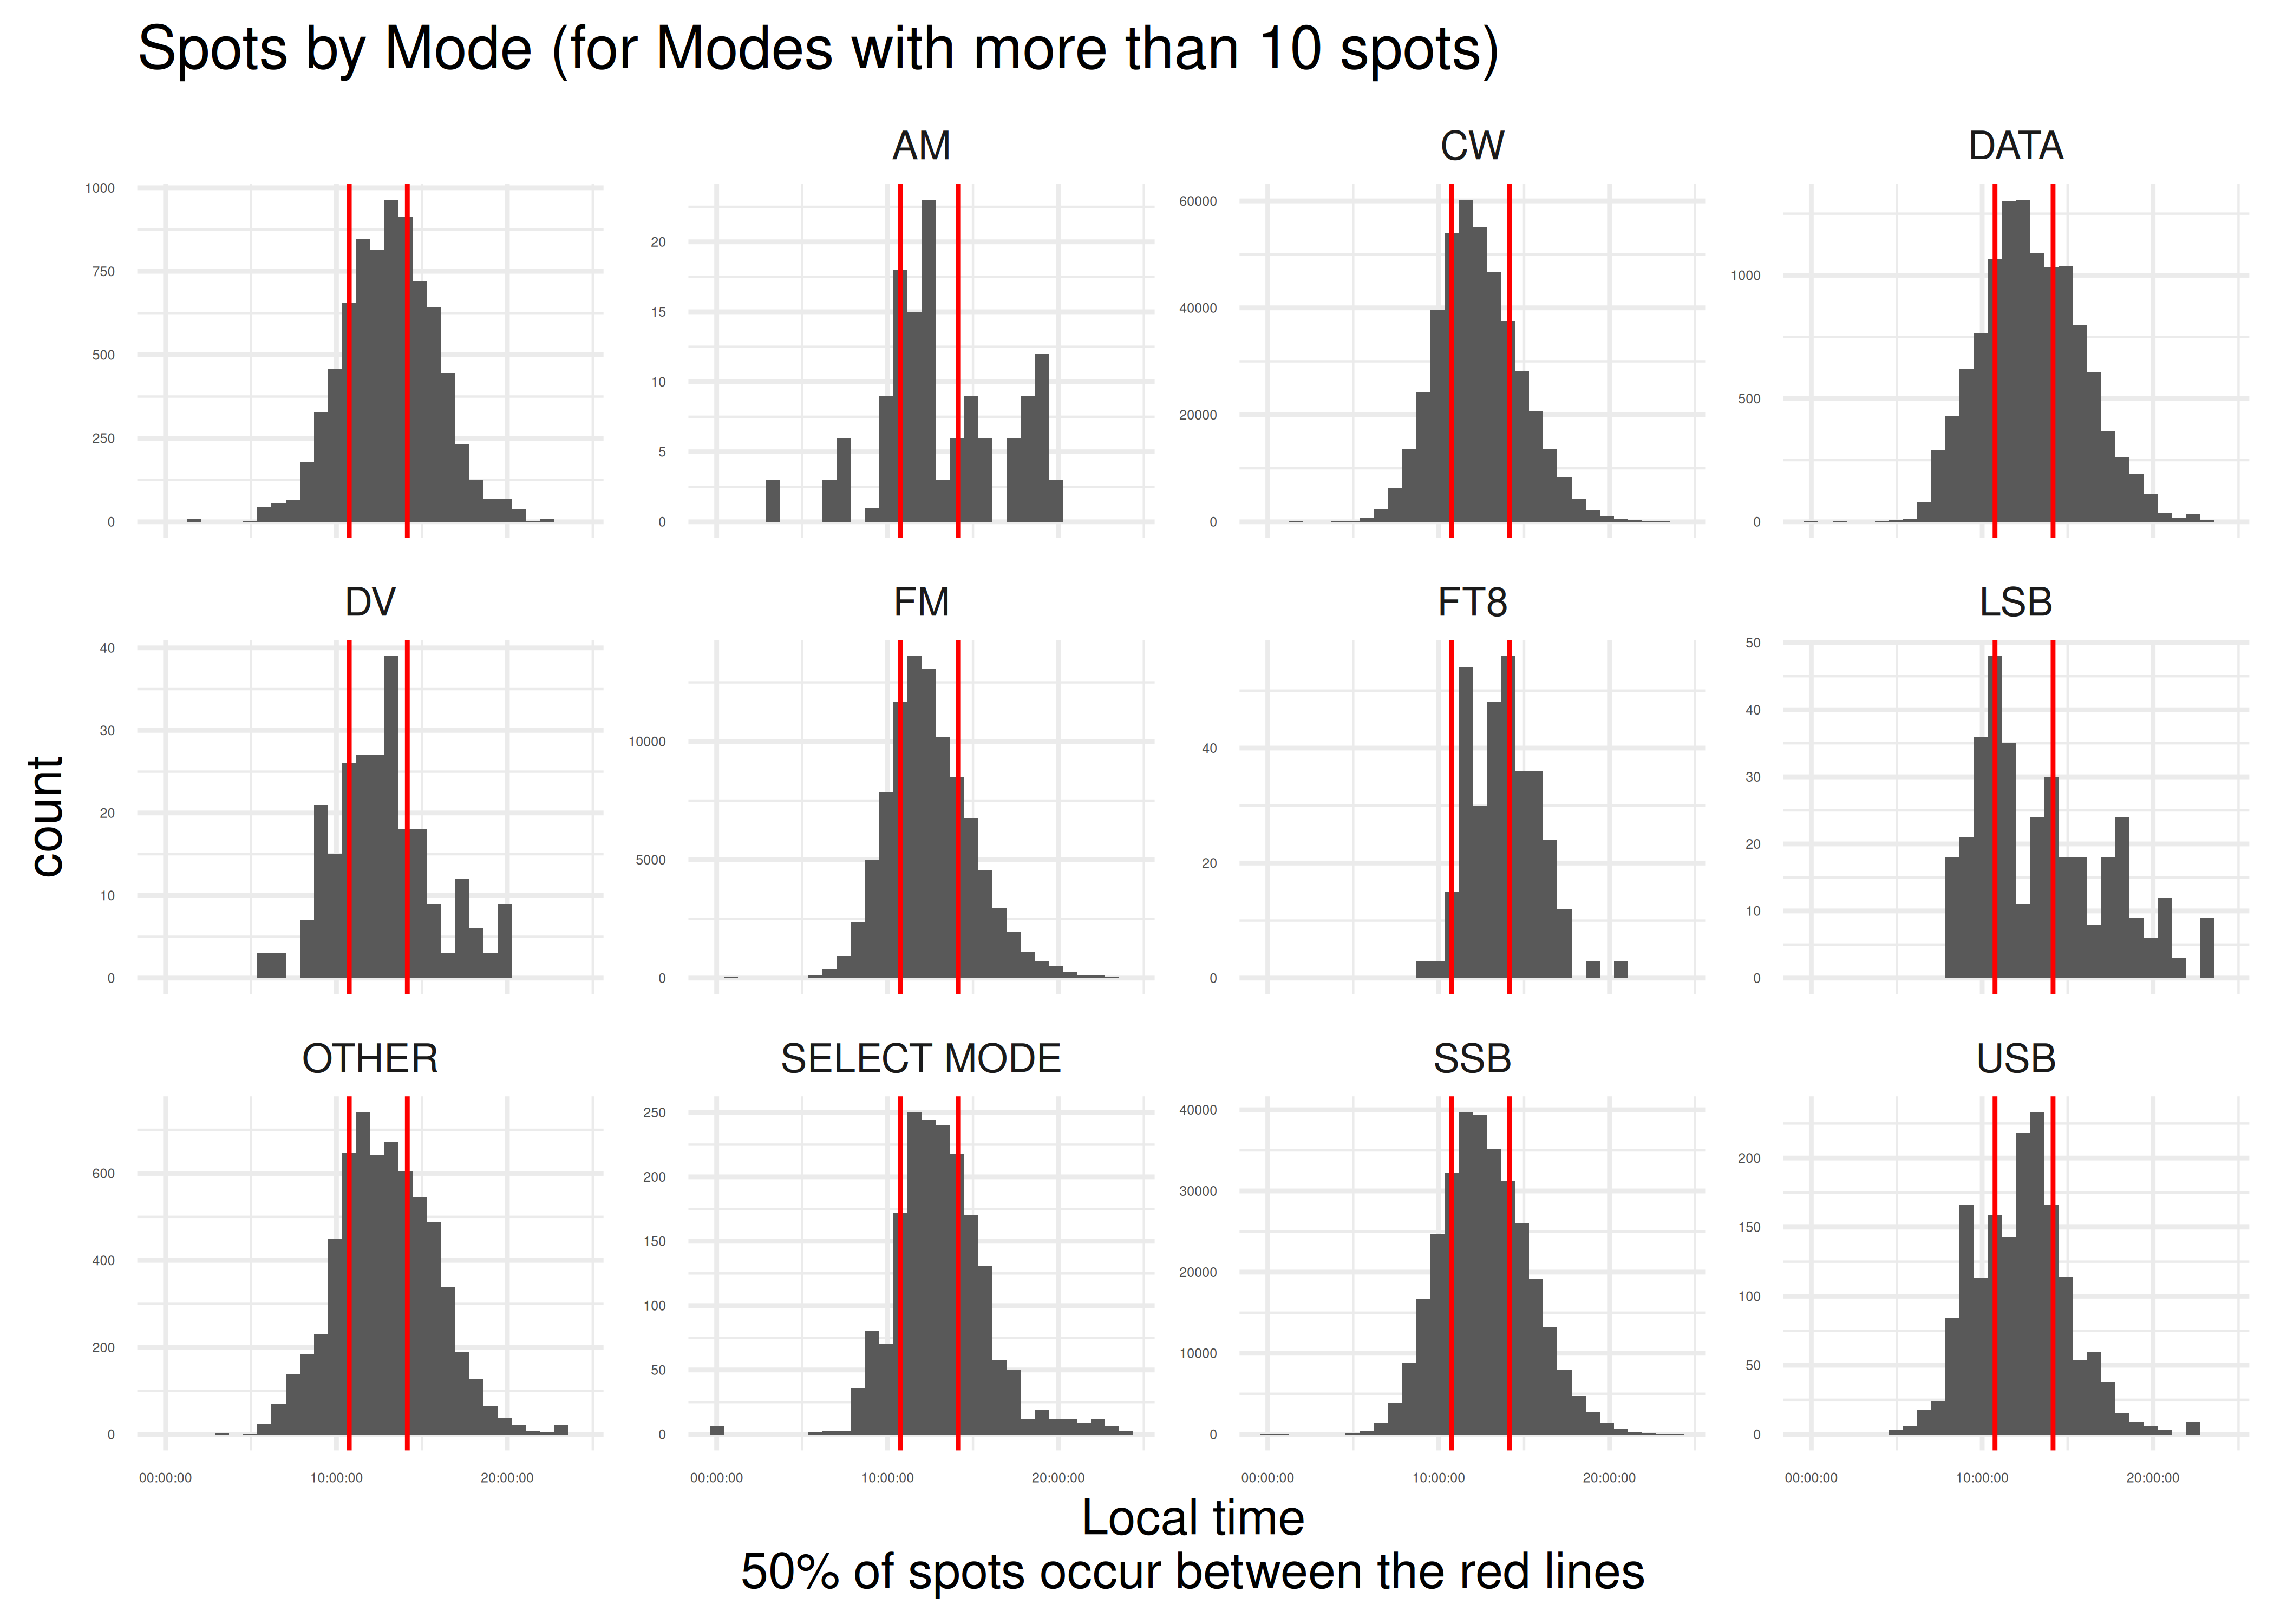 Spots by Mode (for Modes with more than 10 spots)
AM
CW
DATA
1000
750
500
250
0
20
15
10
5
0
60000
40000
20000
0
1000
500
0
DV
FM
FT8
LSB
count
40
30
20
10
0
10000
5000
0
40
20
0
50
40
30
20
10
0
OTHER
SELECT MODE
SSB
USB
600
400
200
0
250
200
150
100
50
0
40000
30000
20000
10000
0
200
150
100
50
0
00:00:00 10:00:00 20:00:00
00:00:00 10:00:00 20:00:00
00:00:00 10:00:00 20:00:00
00:00:00 10:00:00 20:00:00
Local time
50% of spots occur between the red lines